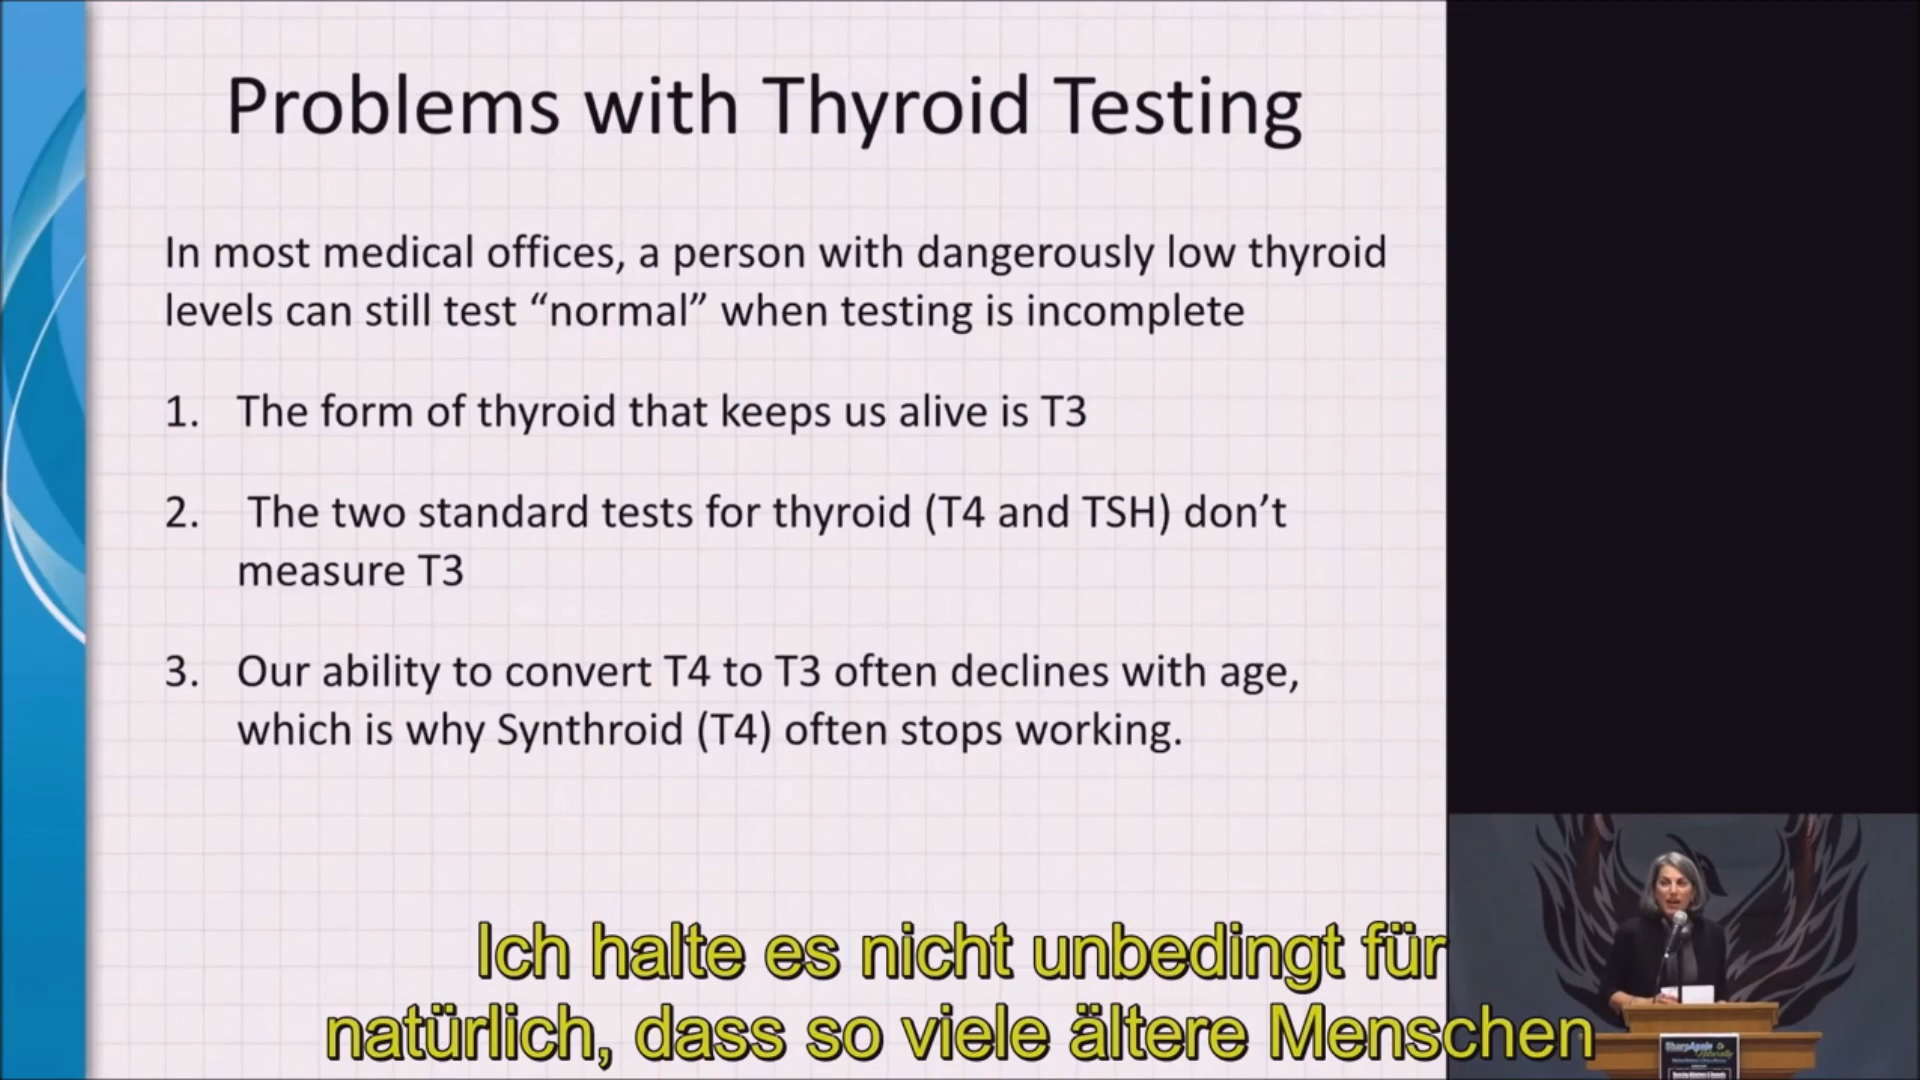 Problems with Thyroid Testing
In most medical offices, a person with dangerously low thyroid
levels can still test “normal” when testing is incomplete
1. The form of thyroid that keeps us alive is T3
2. The two standard tests for thyroid (T4 and TSH) don’t
measure T3
3. Our ability to convert T4 to T3 often declines with age,
which is why Synthroid (T4) often stops working.
Ich halte es nicht unbedingt für
natürlich, dass so viele ältere Menschen
SharpAgain
Naturally